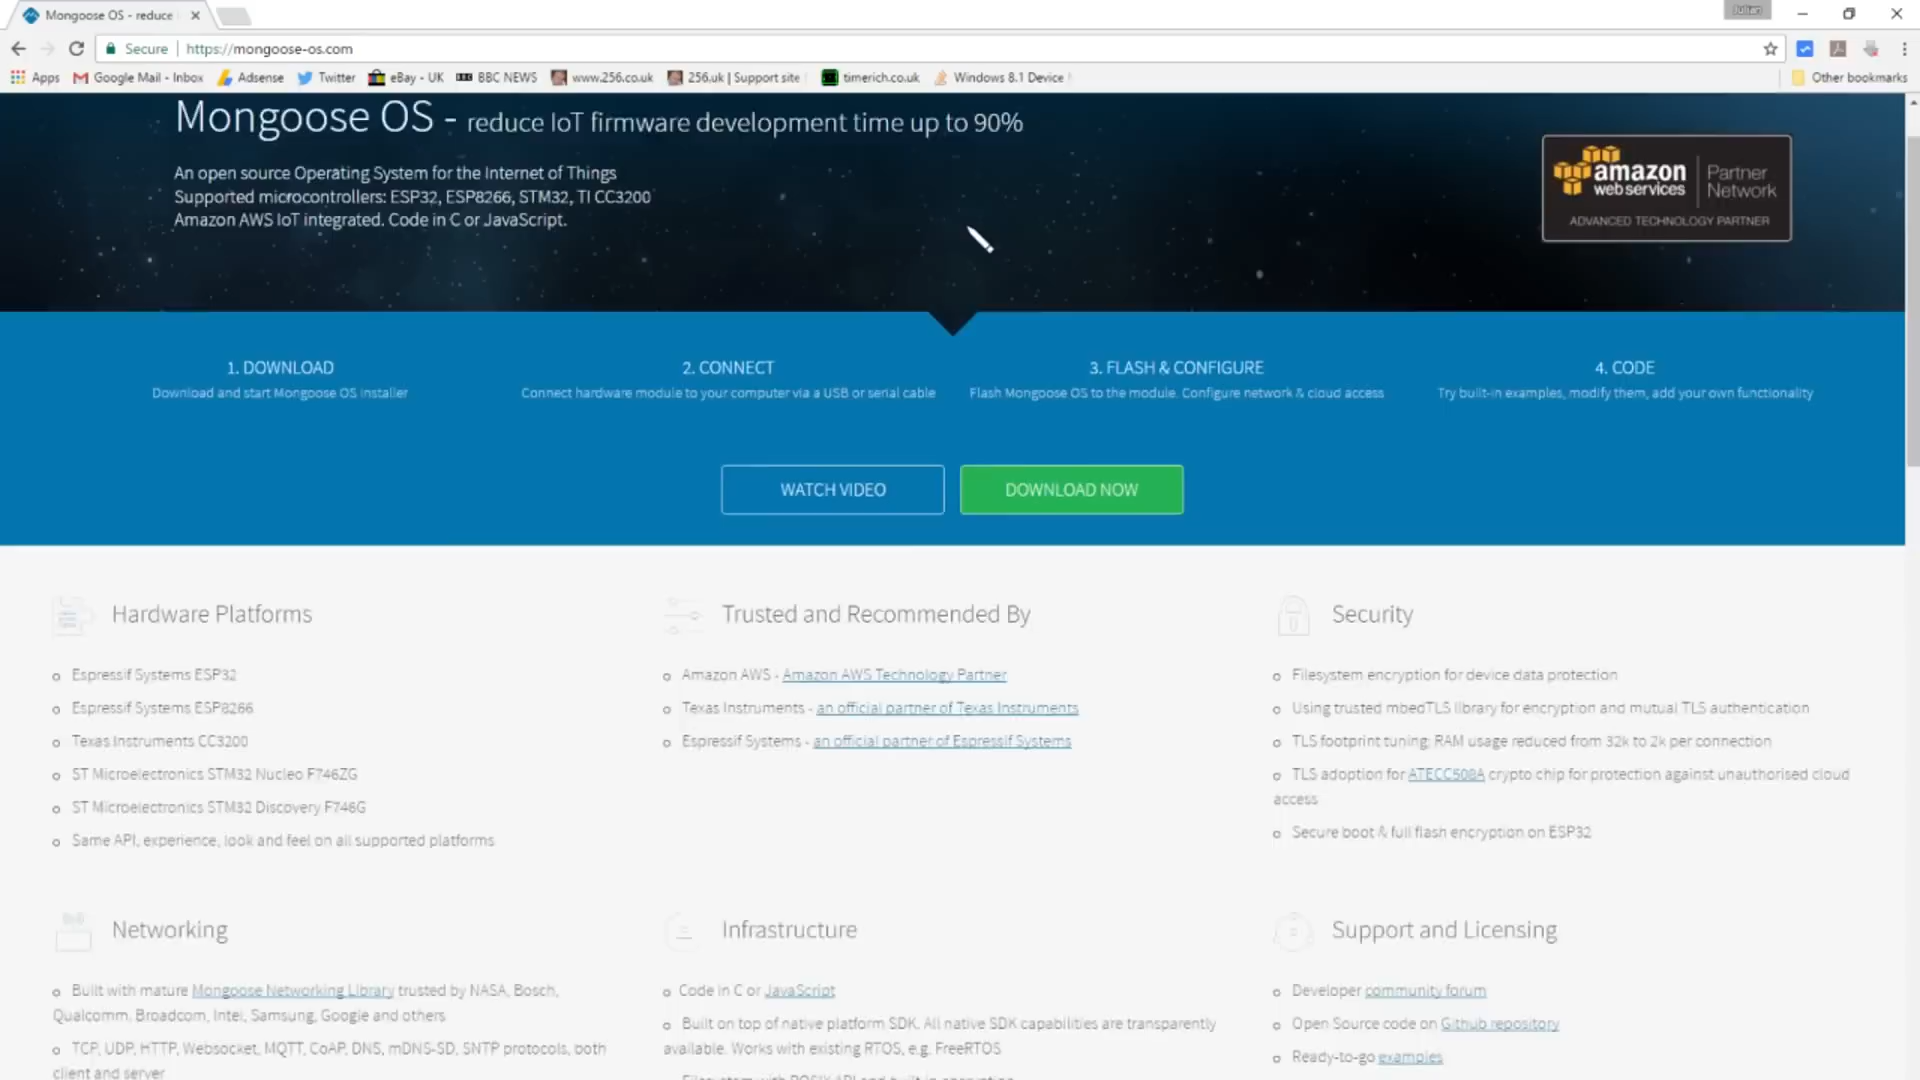 Mongoose OS - reduce
Julian
Secure
https://mongoose-os.com
Apps
Google Mail - Inbox
Adsense
Twitter
eBay - UK
BBC NEWS
www.256.co.uk
256.uk | Support site
timerich.co.uk
Windows 8.1 Device
Other bookmarks
Mongoose OS - reduce IoT firmware development time up to 90%
An open source Operating System for the Internet of Things
Supported microcontrollers: ESP32, ESP8266, STM32, TI CC3200
Amazon AWS IoT integrated. Code in C or JavaScript.
amazon
web services
Partner
Network
ADVANCED TECHNOLOGY PARTNER
1. DOWNLOAD
Download and start Mongoose OS installer
2. CONNECT
Connect hardware module to your computer via a USB or serial cable
3. FLASH & CONFIGURE
Flash Mongoose OS to the module. Configure network & cloud access
4. CODE
Try built-in examples, modify them, add your own functionality
WATCH VIDEO
DOWNLOAD NOW
Hardware Platforms
Espressif Systems ESP32
Espressif Systems ESP8266
Texas Instruments CC3200
ST Microelectronics STM32 Nucleo F746ZG
ST Microelectronics STM32 Discovery F746G
Same API, experience, look and feel on all supported platforms
Trusted and Recommended By
Amazon AWS - Amazon AWS Technology Partner
Texas Instruments - an official partner of Texas Instruments
Espressif Systems - an official partner of Espressif Systems
Security
Filesystem encryption for device data protection
Using trusted mbedTLS library for encryption and mutual TLS authentication
TLS footprint tuning: RAM usage reduced from 32k to 2k per connection
TLS adoption for ATECC508A crypto chip for protection against unauthorised cloud
access
Secure boot & full flash encryption on ESP32
Networking
Built with mature Mongoose Networking Library trusted by NASA, Bosch,
Qualcomm, Broadcom, Intel, Samsung, Google and others
TCP, UDP, HTTP, Websocket, MQTT, CoAP, DNS, mDNS-SD, SNTP protocols, both
client and server
Infrastructure
Code in C or JavaScript
Built on top of native platform SDK. All native SDK capabilities are transparently
available. Works with existing RTOS, e.g. FreeRTOS
Filesystem with POSIX API and built-in encryption
Support and Licensing
Developer community forum
Open Source code on Github repository
Ready-to-go examples